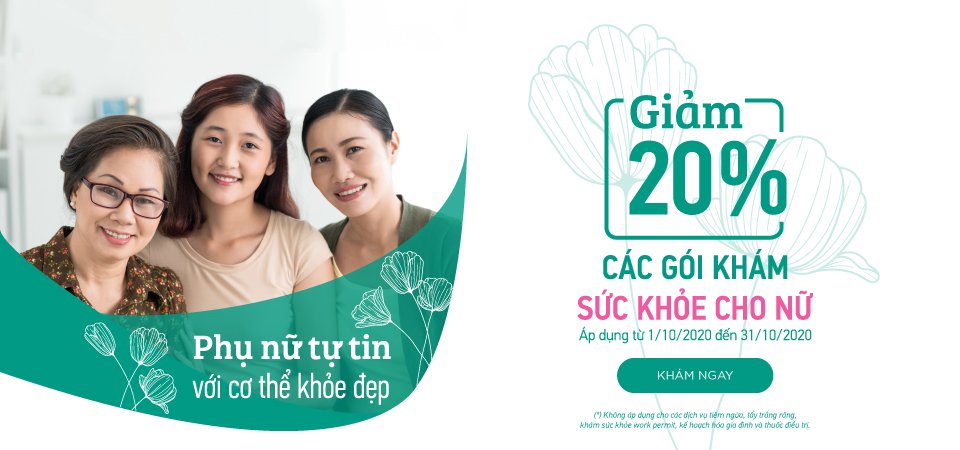 Phụ nữ tự tin
với cơ thể khỏe đẹp
Giảm
20%
CÁC GÓI KHÁM
SỨC KHỎE CHO NỮ
Áp dụng từ 1/10/2020 đến 31/10/2020
KHÁM NGAY
(*) Không áp dụng cho các dịch vụ tiêm ngừa, tẩy trắng răng,
khám sức khỏe work permit, kế hoạch hóa gia đình và thuốc điều trị.